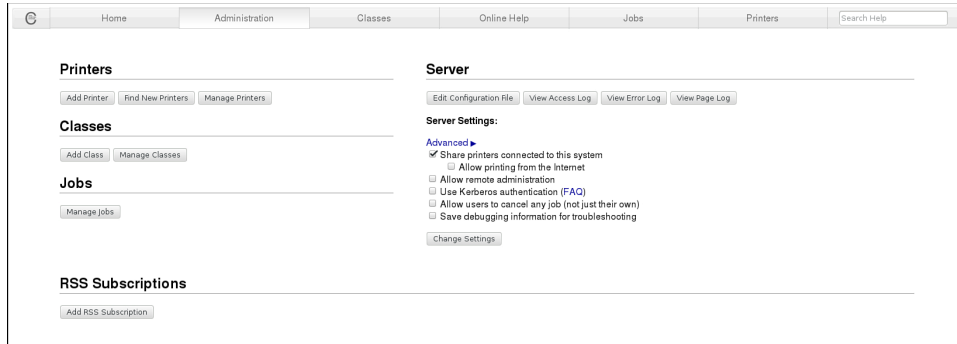 Home Administration Classes Online Help Jobs Printers Search Help
Printers
Add Printer Find New Printers Manage Printers
Classes
Add Class Manage Classes
Jobs
Manage Jobs
Server
Edit Configuration File View Access Log View Error Log View Page Log
Server Settings:
Advanced ▶
Share printers connected to this system
Allow printing from the Internet
Allow remote administration
Use Kerberos authentication (FAQ)
Allow users to cancel any job (not just their own)
Save debugging information for troubleshooting
Change Settings
RSS Subscriptions
Add RSS Subscription